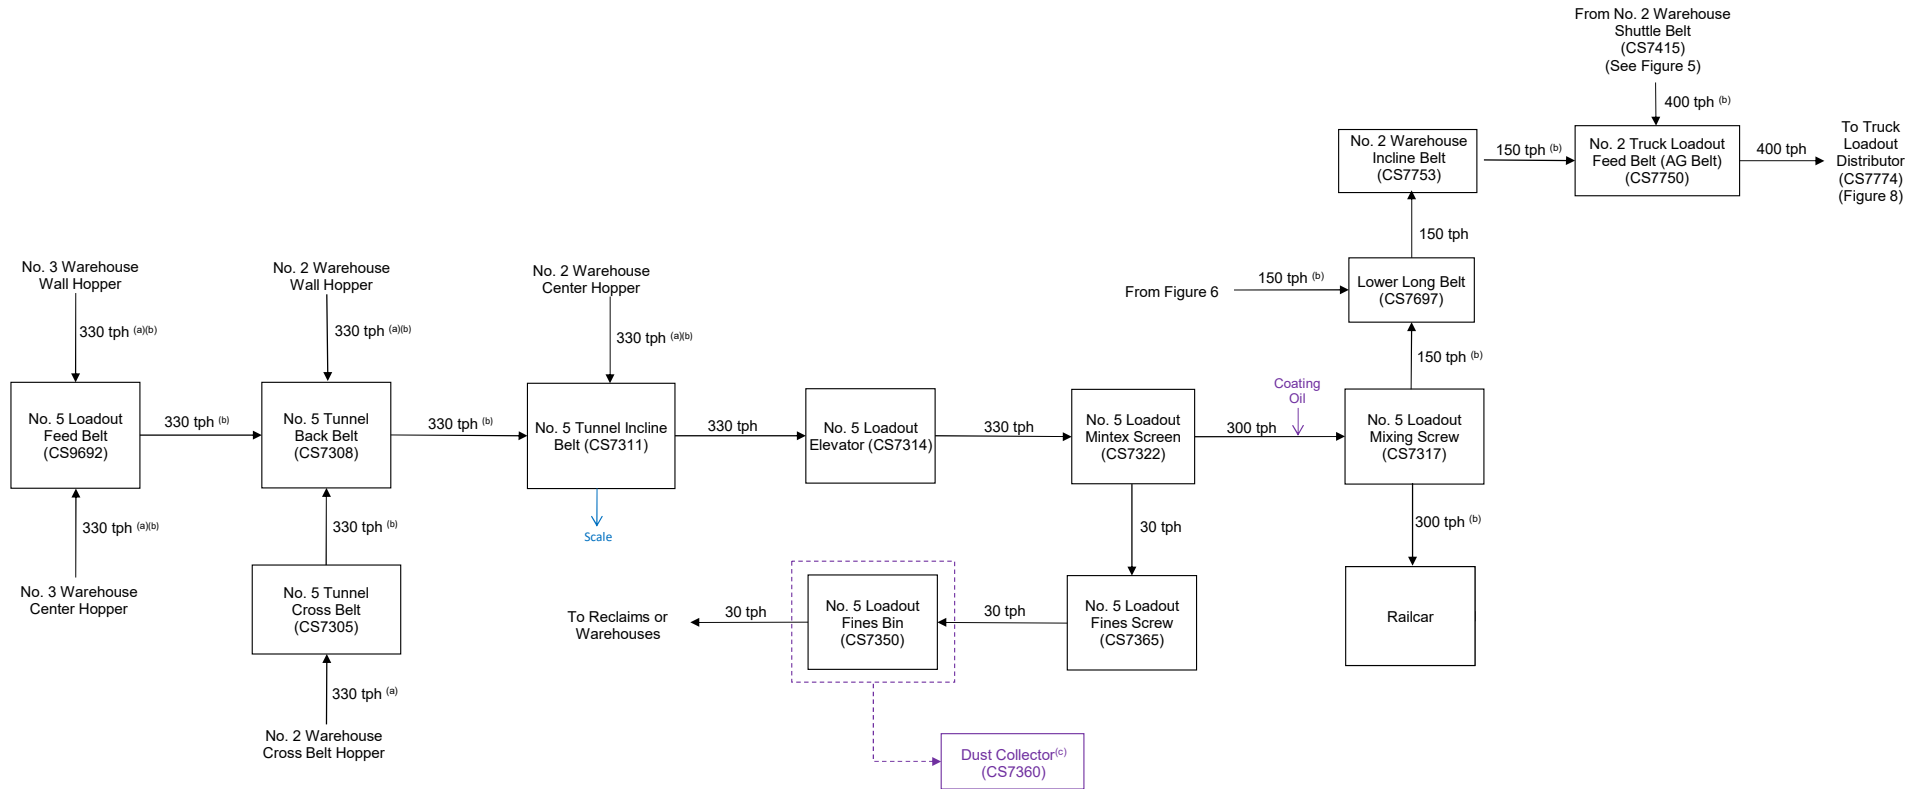 From No. 2 Warehouse
Shuttle Belt
(CS7415)
(See Figure 5)
400 tph (b)
No. 2 Warehouse
Incline Belt
(CS7753)
150 tph (b)
No. 2 Truck Loadout
Feed Belt (AG Belt)
(CS7750)
400 tph
To Truck
Loadout
Distributor
(CS7774)
(Figure 8)
150 tph
From Figure 6
150 tph (b)
Lower Long Belt
(CS7697)
150 tph (b)
No. 3 Warehouse
Wall Hopper
330 tph (a)(b)
No. 2 Warehouse
Wall Hopper
330 tph (a)(b)
No. 2 Warehouse
Center Hopper
330 tph (a)(b)
No. 5 Loadout
Feed Belt
(CS9692)
330 tph (b)
No. 5 Tunnel
Back Belt
(CS7308)
330 tph (b)
No. 5 Tunnel Incline
Belt (CS7311)
330 tph
No. 5 Loadout
Elevator (CS7314)
330 tph
No. 5 Loadout
Mintex Screen
(CS7322)
300 tph
Coating
Oil
No. 5 Loadout
Mixing Screw
(CS7317)
330 tph (a)(b)
No. 3 Warehouse
Center Hopper
330 tph (b)
No. 5 Tunnel
Cross Belt
(CS7305)
330 tph (a)
No. 2 Warehouse
Cross Belt Hopper
Scale
30 tph
300 tph (b)
To Reclaims or
Warehouses
30 tph
No. 5 Loadout
Fines Bin
(CS7350)
30 tph
No. 5 Loadout
Fines Screw
(CS7365)
Railcar
Dust Collector(c)
(CS7360)